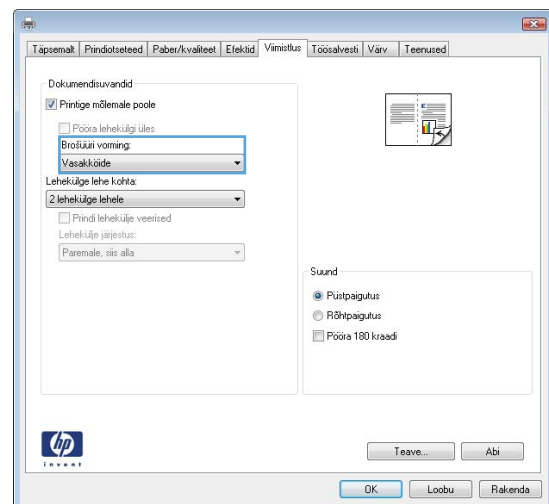 Täpsemalt Prindiotseteed Paber/kvaliteet Efektid Viimistlus Töösalvesti Värv Teenused
Dokumendisuvandid
Printige mõlemale poole
Pööra lehekülgi üles
Brošüüri vorming:
Vasakköide
Lehekülge lehe kohta:
2 lehekülge lehele
Prindi lehekülje veerised
Lehekülje järjestus:
Paremale, siis alla
Suund
Püstpaigutus
Rõhtpaigutus
Pööra 180 kraadi
hp
invent
Teave... Abi
OK Loobu Rakenda